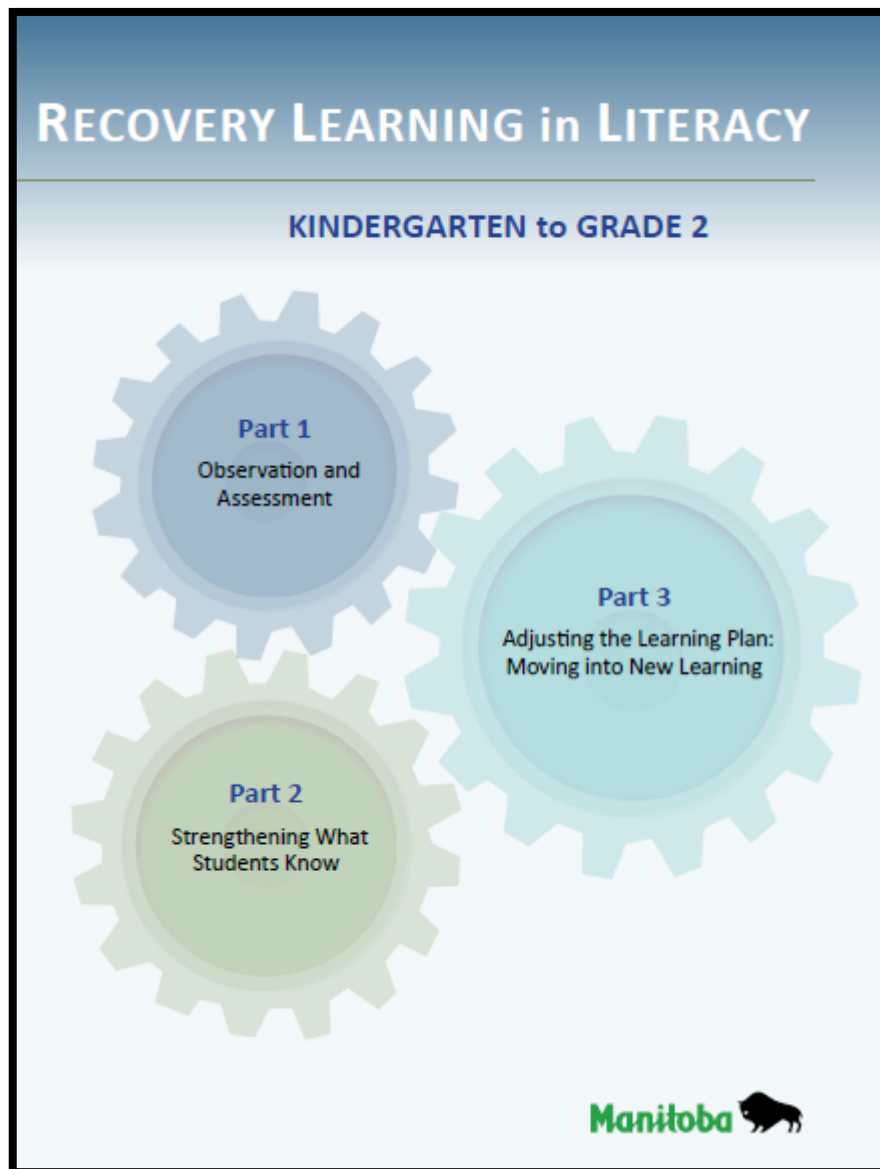 RECOVERY LEARNING in LITERACY
KINDERGARTEN to GRADE 2
Part 1
Observation and
Assessment
Part 2
Strengthening What
Students Know
Part 3
Adjusting the Learning Plan:
Moving into New Learning
Manitoba